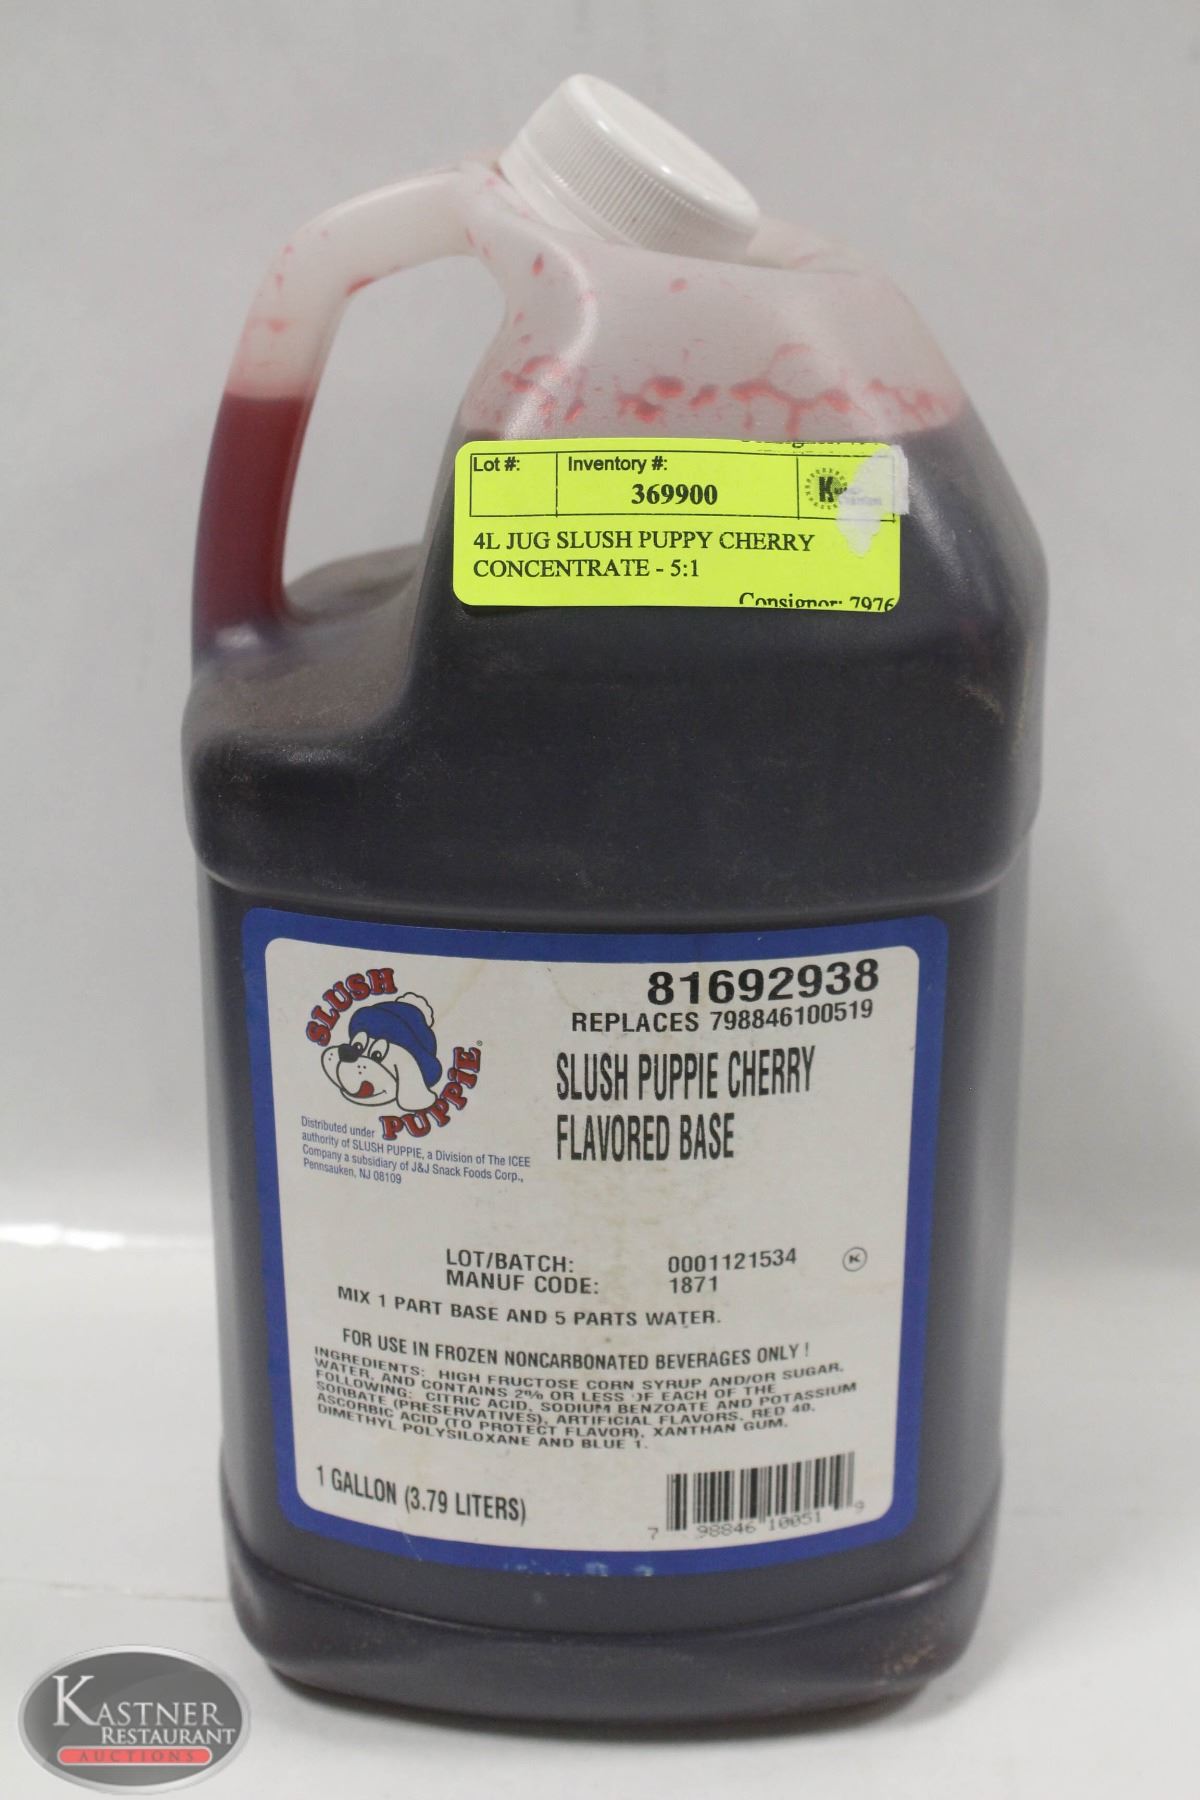 Lot #:
Inventory #:
369900
4L JUG SLUSH PUPPY CHERRY
CONCENTRATE - 5:1
Consignor: 7976
SLUSH
PUPPiE®
Distributed under
authority of SLUSH PUPPIE, a Division of The ICEE
Company a subsidiary of J&J Snack Foods Corp.,
Pennsauken, NJ 08109
81692938
REPLACES 798846100519
SLUSH PUPPIE CHERRY
FLAVORED BASE
LOT/BATCH: 0001121534
K
MANUF CODE: 1871
MIX 1 PART BASE AND 5 PARTS WATER.
FOR USE IN FROZEN NONCARBONATED BEVERAGES ONLY !
INGREDIENTS: HIGH FRUCTOSE CORN SYRUP AND/OR SUGAR,
WATER, AND CONTAINS 2% OR LESS OF EACH OF THE
FOLLOWING: CITRIC ACID, SODIUM BENZOATE AND POTASSIUM
SORBATE (PRESERVATIVES), ARTIFICIAL FLAVORS, RED 40,
ASCORBIC ACID (TO PROTECT FLAVOR), XANTHAN GUM,
DIMETHYL POLYSILOXANE AND BLUE 1.
1 GALLON (3.79 LITERS)
7 98846 10051 9
KASTNER
RESTAURANT
AUCTIONS